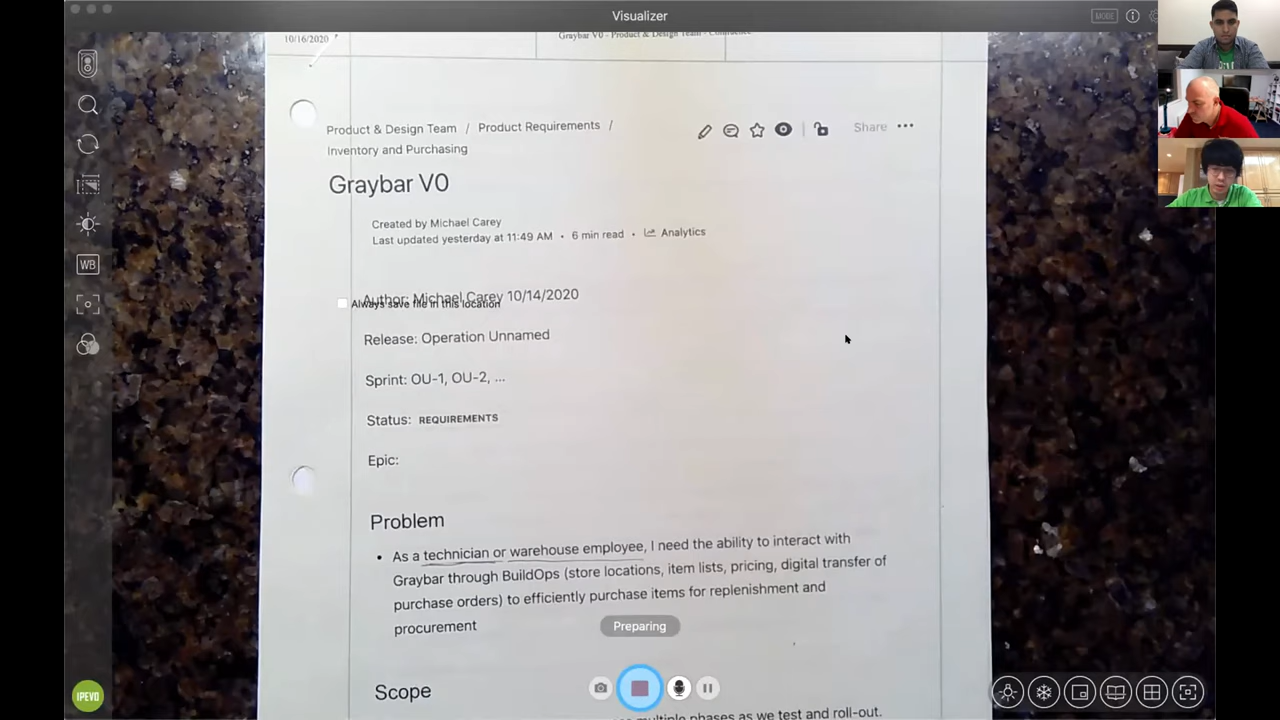 Visualizer
MODE
10/16/2020
Graybar V0 - Product & Design Team - Confluence
Product & Design Team / Product Requirements /
Inventory and Purchasing
Share •••
Graybar V0
Created by Michael Carey
Last updated yesterday at 11:49 AM • 6 min read • Analytics
Author: Michael Carey 10/14/2020
Always save file in this location
Release: Operation Unnamed
Sprint: OU-1, OU-2, ...
Status: REQUIREMENTS
Epic:
Problem
• As a technician or warehouse employee, I need the ability to interact with
Graybar through BuildOps (store locations, item lists, pricing, digital transfer of
purchase orders) to efficiently purchase items for replenishment and
procurement
Preparing
Scope
multiple phases as we test and roll-out.
WB
IPEVO